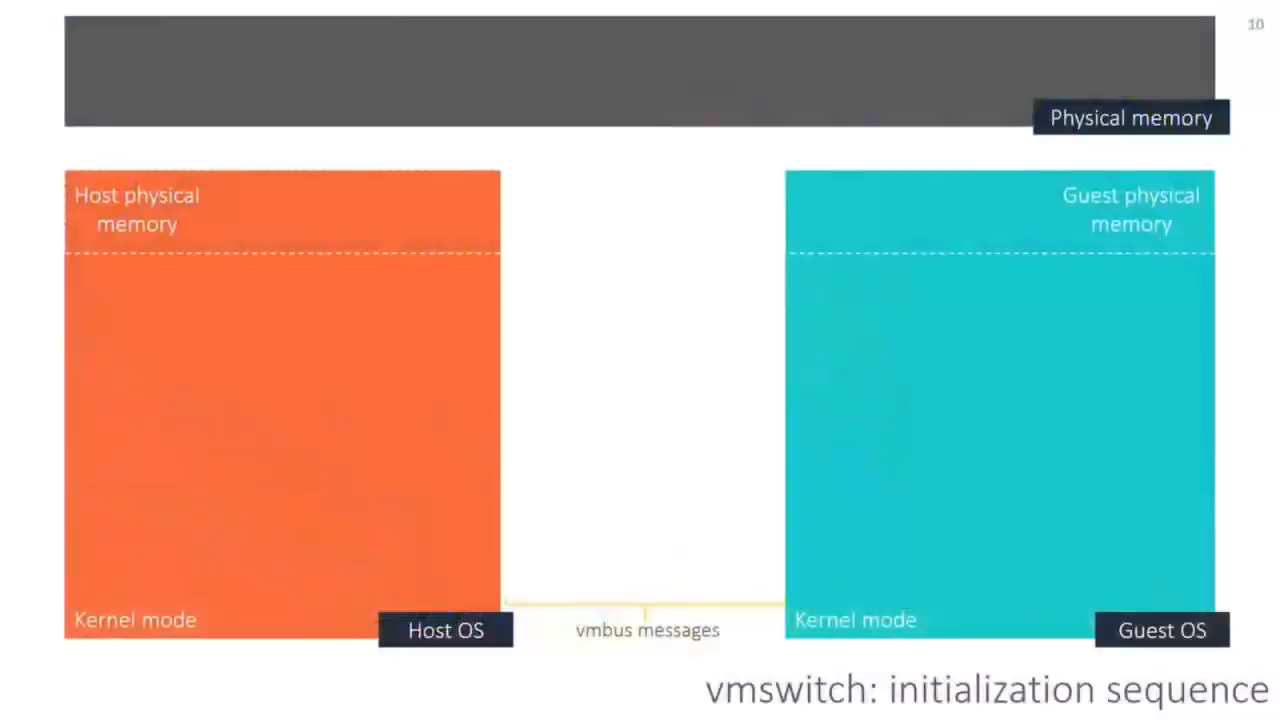 10
Physical memory
Host physical
memory
Guest physical
memory
Kernel mode
Host OS
vmbus messages
Kernel mode
Guest OS
vmswitch: initialization sequence